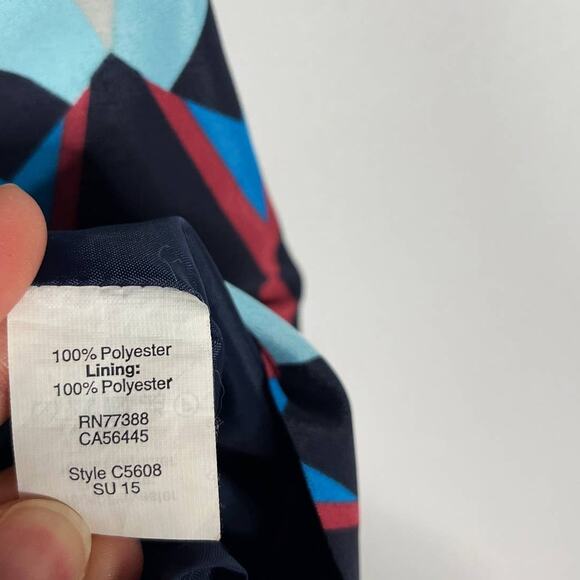 100% Polyester
Lining:
100% Polyester
RN77388
CA56445
Style C5608
SU 15